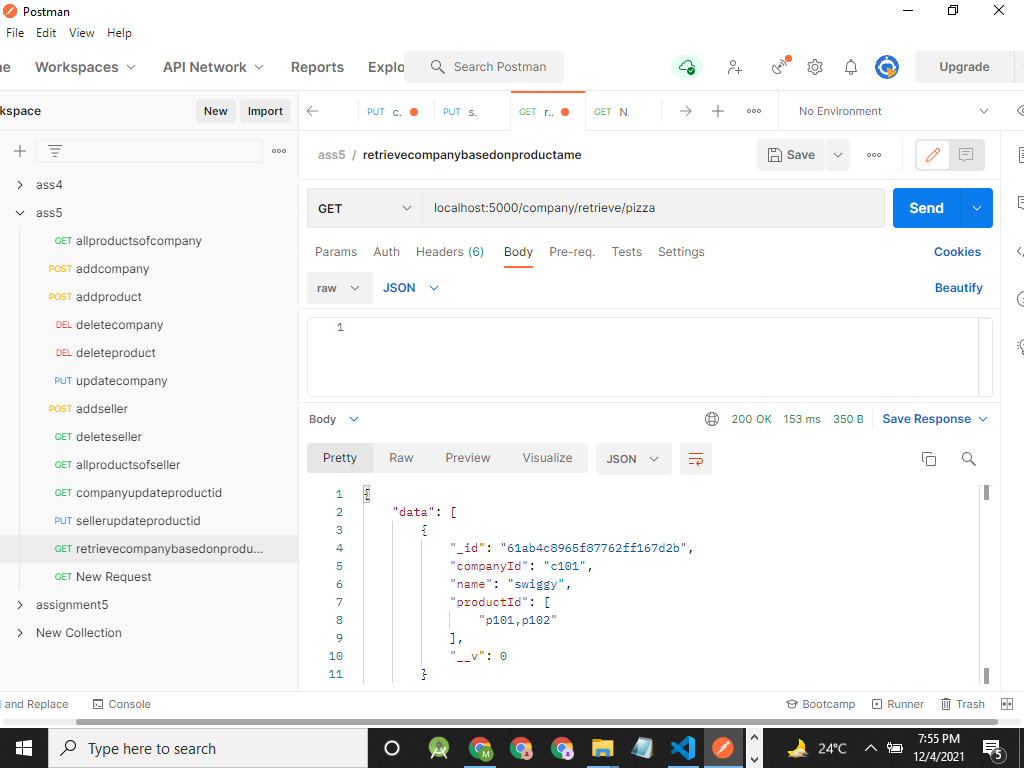 Postman
File Edit View Help
ne Workspaces API Network Reports Explo Search Postman Upgrade
kspace New Import PUT c. PUT s. GET r.. GET N. No Environment
ass5 / retrievecompanybasedonproductame Save
ass4
ass5
GET allproductsofcompany
POST addcompany
POST addproduct
DEL deletecompany
DEL deleteproduct
PUT updatecompany
POST addseller
GET deleteseller
GET allproductsofseller
GET companyupdateproductid
PUT sellerupdateproductid
GET retrievecompanybasedonprodu...
GET New Request
assignment5
New Collection
GET localhost:5000/company/retrieve/pizza Send
Params Auth Headers (6) Body Pre-req. Tests Settings Cookies
raw JSON Beautify
1
Body 200 OK 153 ms 350 B Save Response
Pretty Raw Preview Visualize JSON
1 {
2 "data": [
3 {
4 "_id": "61ab4c8965f87762ff167d2b",
5 "companyId": "c101",
6 "name": "swiggy",
7 "productId": [
8 "p101,p102"
9 ],
10 "__v": 0
11 }
and Replace Console Bootcamp Runner Trash
Type here to search 24°C 7:55 PM
12/4/2021 5